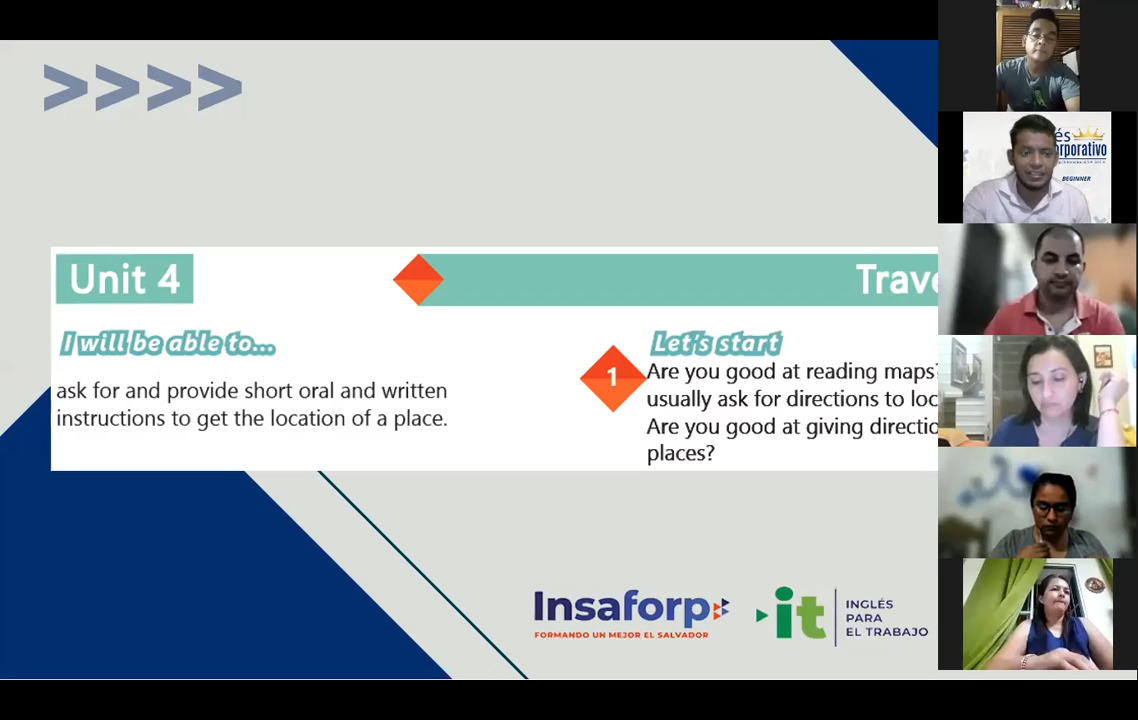 >>>>
Unit 4
Trave
I will be able to...
ask for and provide short oral and written
instructions to get the location of a place.
Let's start
1
Are you good at reading maps?
usually ask for directions to loc
Are you good at giving directio
places?
Insaforp
FORMANDO UN MEJOR EL SALVADOR
it
INGLÉS
PARA
EL TRABAJO
és
orporativo
BEGINNER